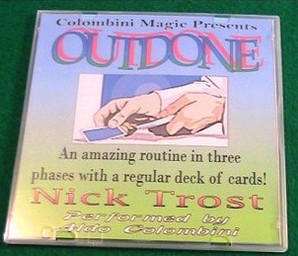 Colombini Magic Presents
OUTDONE
An amazing routine in three
phases with a regular deck of cards!
Nick Trost
Performed by
Aldo Colombini